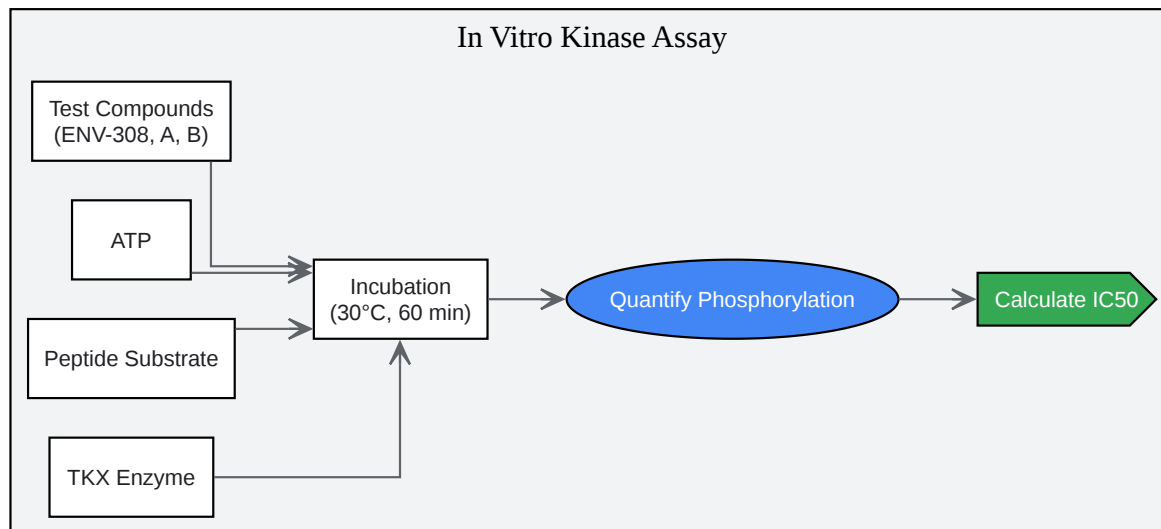 In Vitro Kinase Assay
Test Compounds
(ENV-308, A, B)
ATP
Peptide Substrate
TKX Enzyme
Incubation
(30°C, 60 min)
Quantify Phosphorylation
Calculate IC50